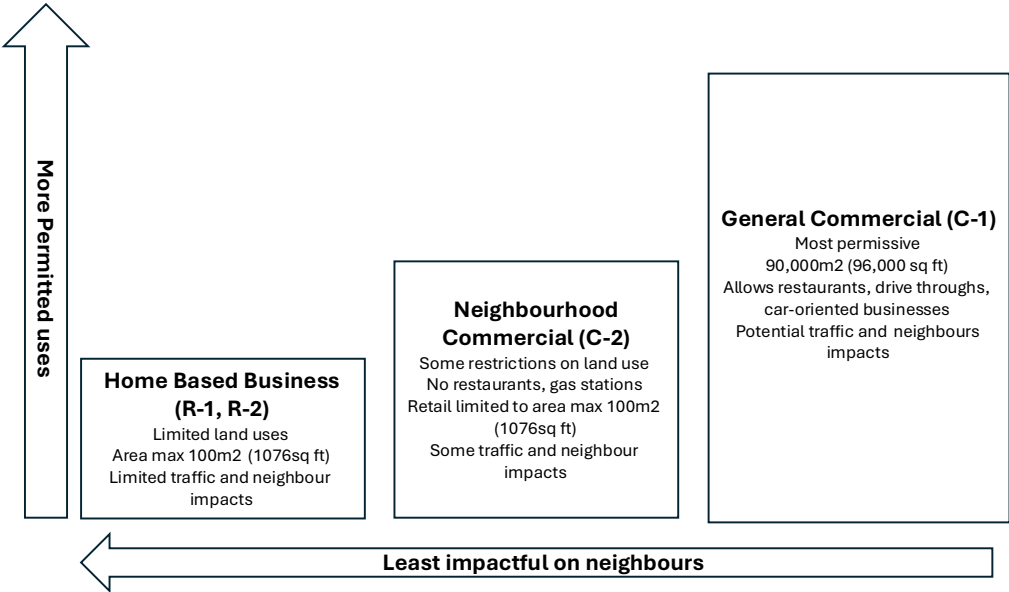 More Permitted uses
Home Based Business
(R-1, R-2)
Limited land uses
Area max 100m2 (1076sq ft)
Limited traffic and neighbour
impacts
Neighbourhood
Commercial (C-2)
Some restrictions on land use
No restaurants, gas stations
Retail limited to area max 100m2
(1076sq ft)
Some traffic and neighbour
impacts
General Commercial (C-1)
Most permissive
90,000m2 (96,000 sq ft)
Allows restaurants, drive throughs,
car-oriented businesses
Potential traffic and neighbours
impacts
Least impactful on neighbours